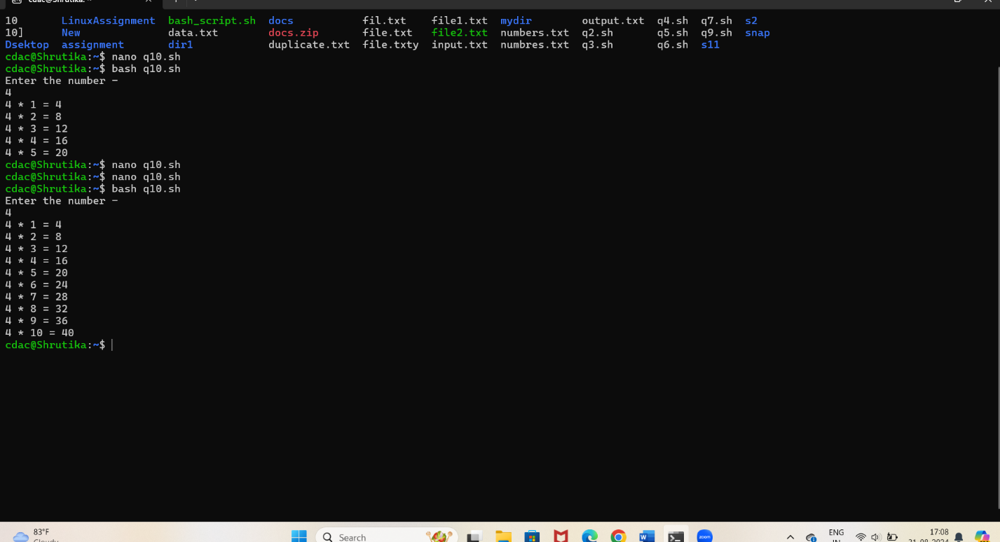 cdac@Shrutika: ~
10 LinuxAssignment bash_script.sh docs fil.txt file1.txt mydir output.txt q4.sh q7.sh s2
10] New data.txt docs.zip file.txt file2.txt numbers.txt q2.sh q5.sh q9.sh snap
Dsektop assignment dir1 duplicate.txt file.txty input.txt numbres.txt q3.sh q6.sh s11
cdac@Shrutika:~$ nano q10.sh
cdac@Shrutika:~$ bash q10.sh
Enter the number -
4
4 * 1 = 4
4 * 2 = 8
4 * 3 = 12
4 * 4 = 16
4 * 5 = 20
cdac@Shrutika:~$ nano q10.sh
cdac@Shrutika:~$ nano q10.sh
cdac@Shrutika:~$ bash q10.sh
Enter the number -
4
4 * 1 = 4
4 * 2 = 8
4 * 3 = 12
4 * 4 = 16
4 * 5 = 20
4 * 6 = 24
4 * 7 = 28
4 * 8 = 32
4 * 9 = 36
4 * 10 = 40
cdac@Shrutika:~$
83°F
Cloudy
Search
W
zoom
ENG
IN
17:08
21-08-2024